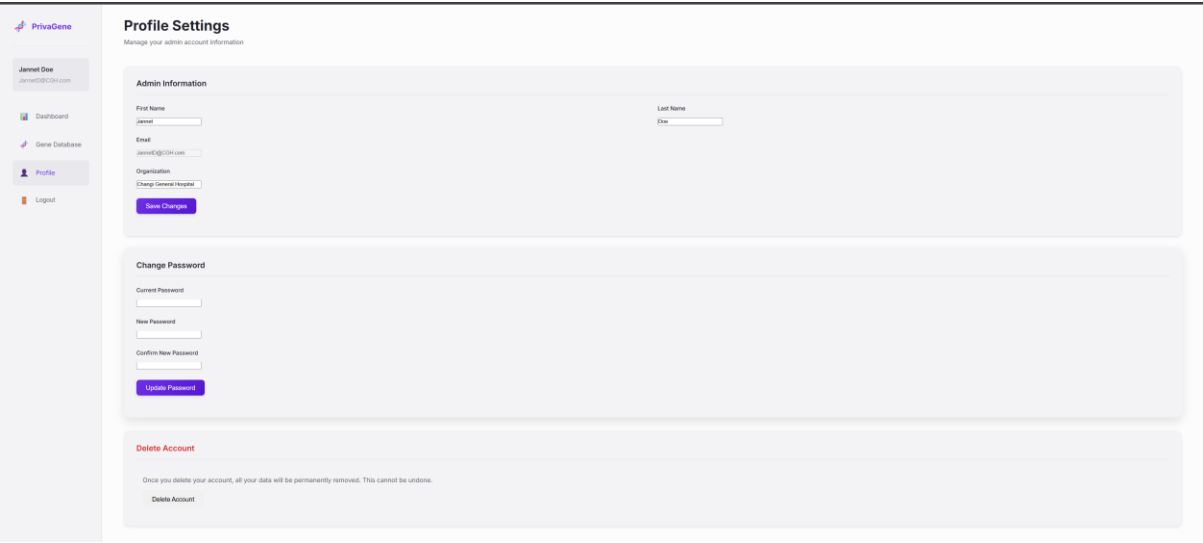 PrivaGene
Jannet Doe
JannetD@CGH.com
Dashboard
Gene Database
Profile
Logout
Profile Settings
Manage your admin account information
Admin Information
First Name
Last Name
Jannet
Doe
Email
JannetD@CGH.com
Organization
Changi General Hospital
Save Changes
Change Password
Current Password
New Password
Confirm New Password
Update Password
Delete Account
Once you delete your account, all your data will be permanently removed. This cannot be undone.
Delete Account